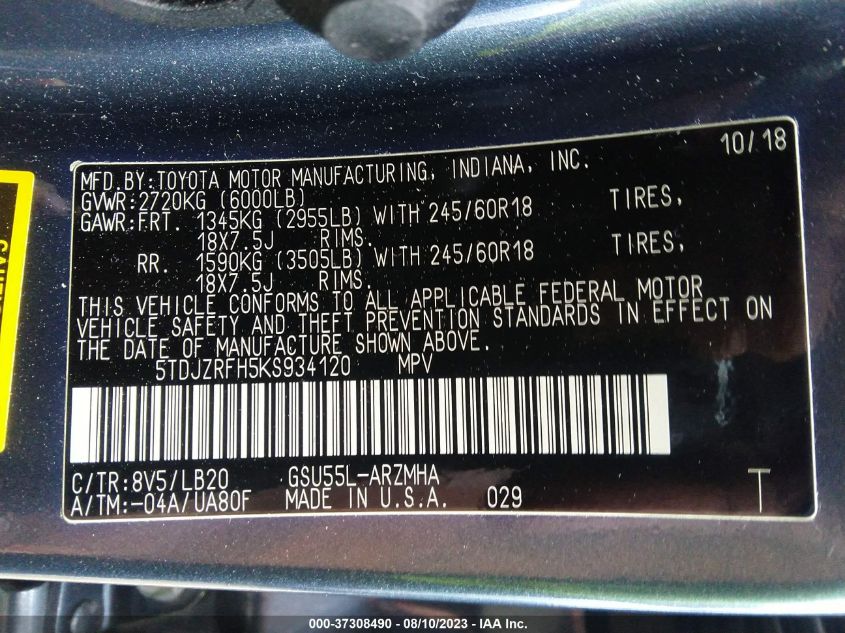 10/18
MFD.BY:TOYOTA MOTOR MANUFACTURING, INDIANA, INC.
GVWR:2720KG (6000LB)
GAWR:FRT. 1345KG (2955LB) WITH 245/60R18 TIRES,
18X7.5J RIMS.
RR. 1590KG (3505LB) WITH 245/60R18 TIRES,
18X7.5J RIMS.
THIS VEHICLE CONFORMS TO ALL APPLICABLE FEDERAL MOTOR
VEHICLE SAFETY AND THEFT PREVENTION STANDARDS IN EFFECT ON
THE DATE OF MANUFACTURE SHOWN ABOVE.
5TDJZRFH5KS934120 MPV
C/TR:8V5/LB20 GSU55L-ARZMHA
A/TM:-04A/UA80F MADE IN U.S.A. 029 T
000-37308490 — 08/10/2023 — IAA Inc.